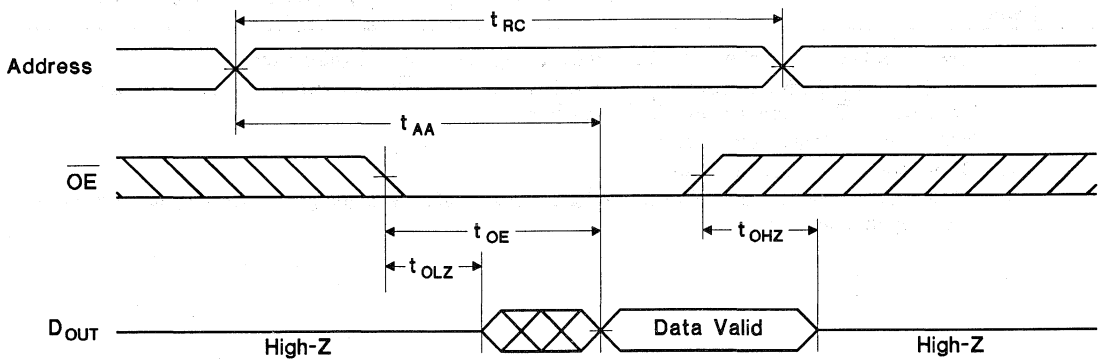 t RC
Address
t AA
OE
t OE
t OHZ
t OLZ
D OUT
Data Valid
High-Z
High-Z